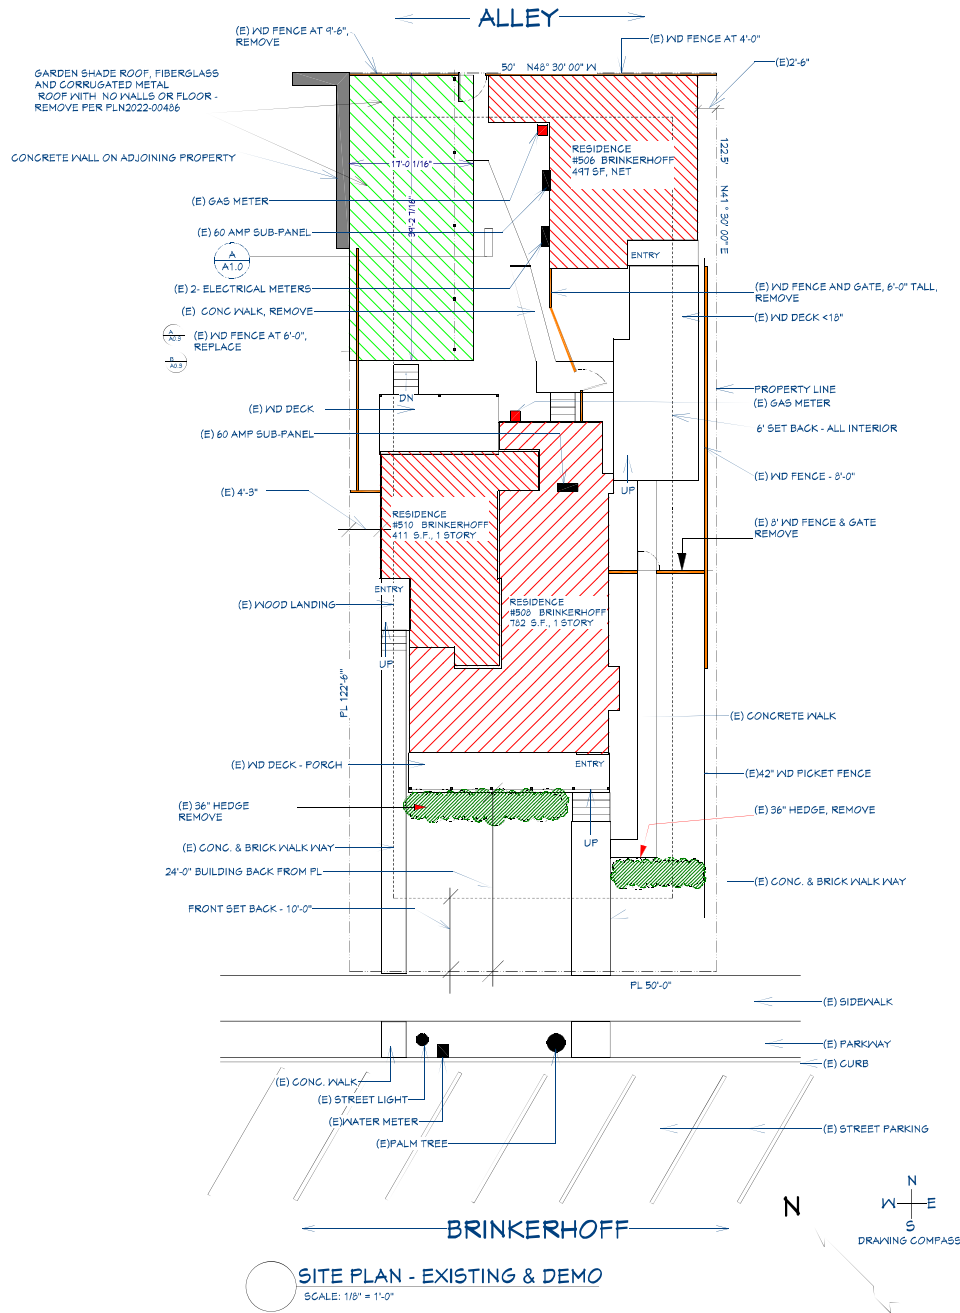 ALLEY
(E) WD FENCE AT 9'-6",
REMOVE
(E) WD FENCE AT 4'-0"
50' N48° 30' 00" W
(E)2'-6"
GARDEN SHADE ROOF, FIBERGLASS
AND CORRUGATED METAL
ROOF WITH NO WALLS OR FLOOR -
REMOVE PER PLN2022-00486
CONCRETE WALL ON ADJOINING PROPERTY
17'-0 1/16"
39'-2 7/16"
RESIDENCE
#506 BRINKERHOFF
497 SF, NET
122.5' N41° 30' 00" E
(E) GAS METER
(E) 60 AMP SUB-PANEL
A
A1.0
ENTRY
(E) 2- ELECTRICAL METERS
(E) WD FENCE AND GATE, 6'-0" TALL,
REMOVE
(E) CONC WALK, REMOVE
(E) WD DECK <18"
A
A0.3
(E) WD FENCE AT 6'-0",
REPLACE
B
A0.3
PROPERTY LINE
DN
(E) WD DECK
(E) GAS METER
(E) 60 AMP SUB-PANEL
6' SET BACK - ALL INTERIOR
(E) WD FENCE - 8'-0"
(E) 4'-3"
UP
RESIDENCE
#510 BRINKERHOFF
411 S.F., 1 STORY
(E) 8' WD FENCE & GATE
REMOVE
ENTRY
(E) WOOD LANDING
RESIDENCE
#508 BRINKERHOFF
782 S.F., 1 STORY
UP
PL 122'-6"
(E) CONCRETE WALK
(E) WD DECK - PORCH
ENTRY
(E)42" WD PICKET FENCE
(E) 36" HEDGE
REMOVE
(E) 36" HEDGE, REMOVE
(E) CONC. & BRICK WALK WAY
UP
24'-0" BUILDING BACK FROM PL
(E) CONC. & BRICK WALK WAY
FRONT SET BACK - 10'-0"
PL 50'-0"
(E) SIDEWALK
(E) PARKWAY
(E) CURB
(E) CONC. WALK
(E) STREET LIGHT
(E)WATER METER
(E)PALM TREE
(E) STREET PARKING
N
N
W E
S
DRAWING COMPASS
BRINKERHOFF
SITE PLAN - EXISTING & DEMO
SCALE: 1/8" = 1'-0"